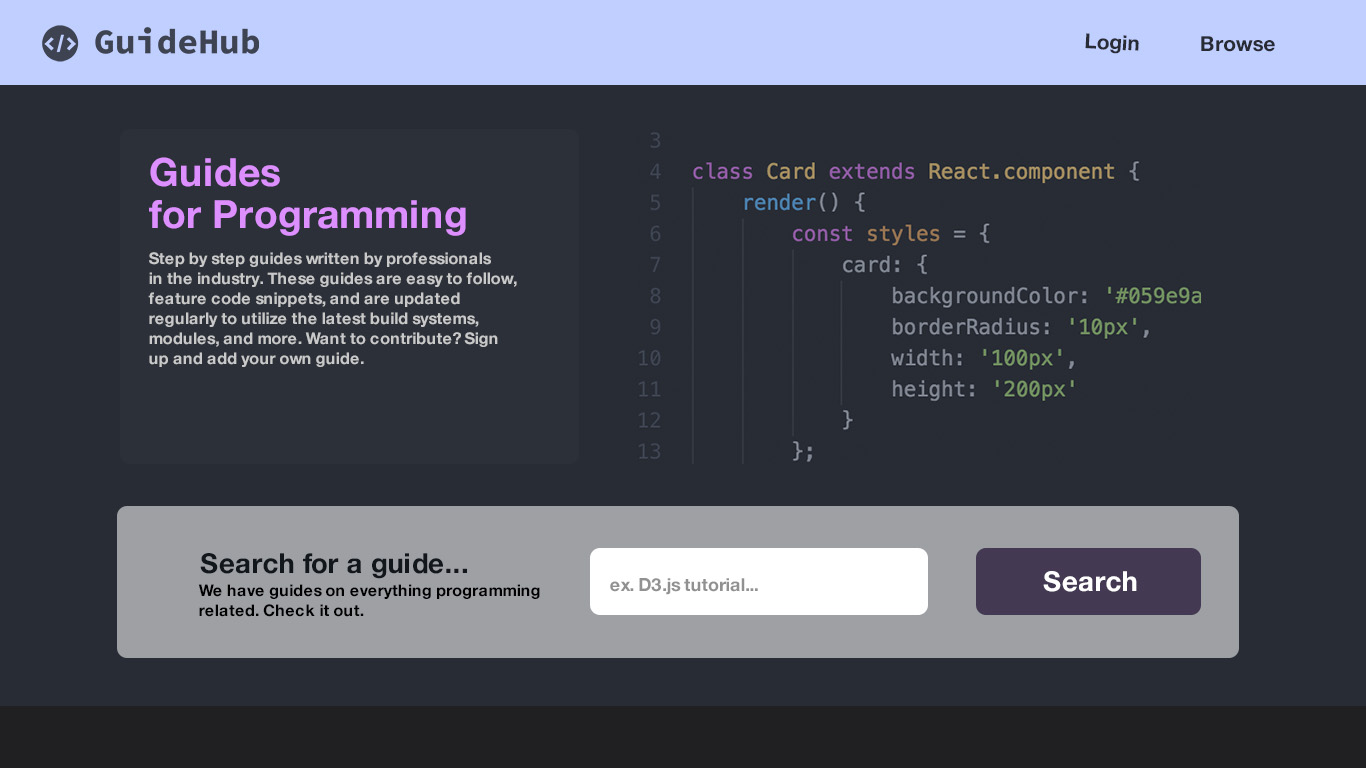 </> GuideHub
Login
Browse
Guides
for Programming
Step by step guides written by professionals
in the industry. These guides are easy to follow,
feature code snippets, and are updated
regularly to utilize the latest build systems,
modules, and more. Want to contribute? Sign
up and add your own guide.
3
4 class Card extends React.component {
5 render() {
6 const styles = {
7 card: {
8 backgroundColor: '#059e9a
9 borderRadius: '10px',
10 width: '100px',
11 height: '200px'
12 }
13 };
Search for a guide...
We have guides on everything programming
related. Check it out.
ex. D3.js tutorial...
Search